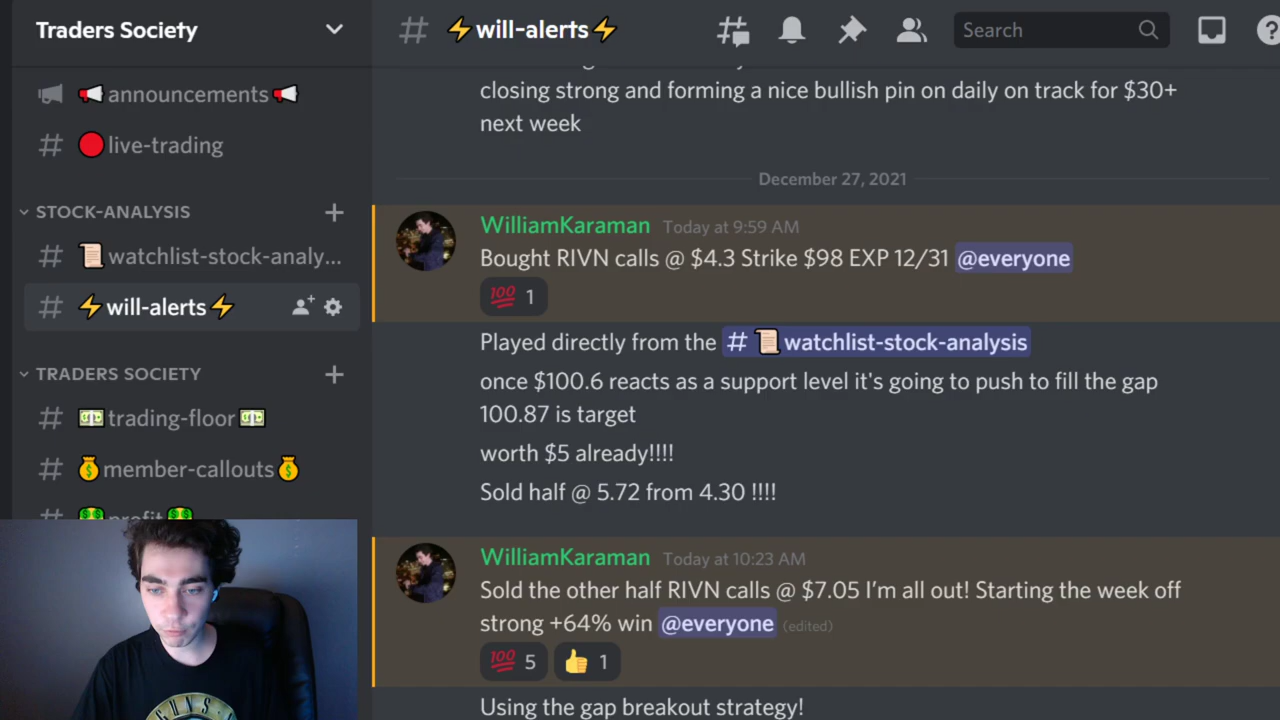 Traders Society
announcements
live-trading
STOCK-ANALYSIS
watchlist-stock-analy...
will-alerts
TRADERS SOCIETY
trading-floor
member-callouts
profit
# ⚡will-alerts⚡
Search
closing strong and forming a nice bullish pin on daily on track for $30+
next week
December 27, 2021
WilliamKaraman Today at 9:59 AM
Bought RIVN calls @ $4.3 Strike $98 EXP 12/31 @everyone
💯 1
Played directly from the # 📜watchlist-stock-analysis
once $100.6 reacts as a support level it's going to push to fill the gap
100.87 is target
worth $5 already!!!!
Sold half @ 5.72 from 4.30 !!!!
WilliamKaraman Today at 10:23 AM
Sold the other half RIVN calls @ $7.05 I'm all out! Starting the week off
strong +64% win @everyone (edited)
💯 5 👍 1
Using the gap breakout strategy!